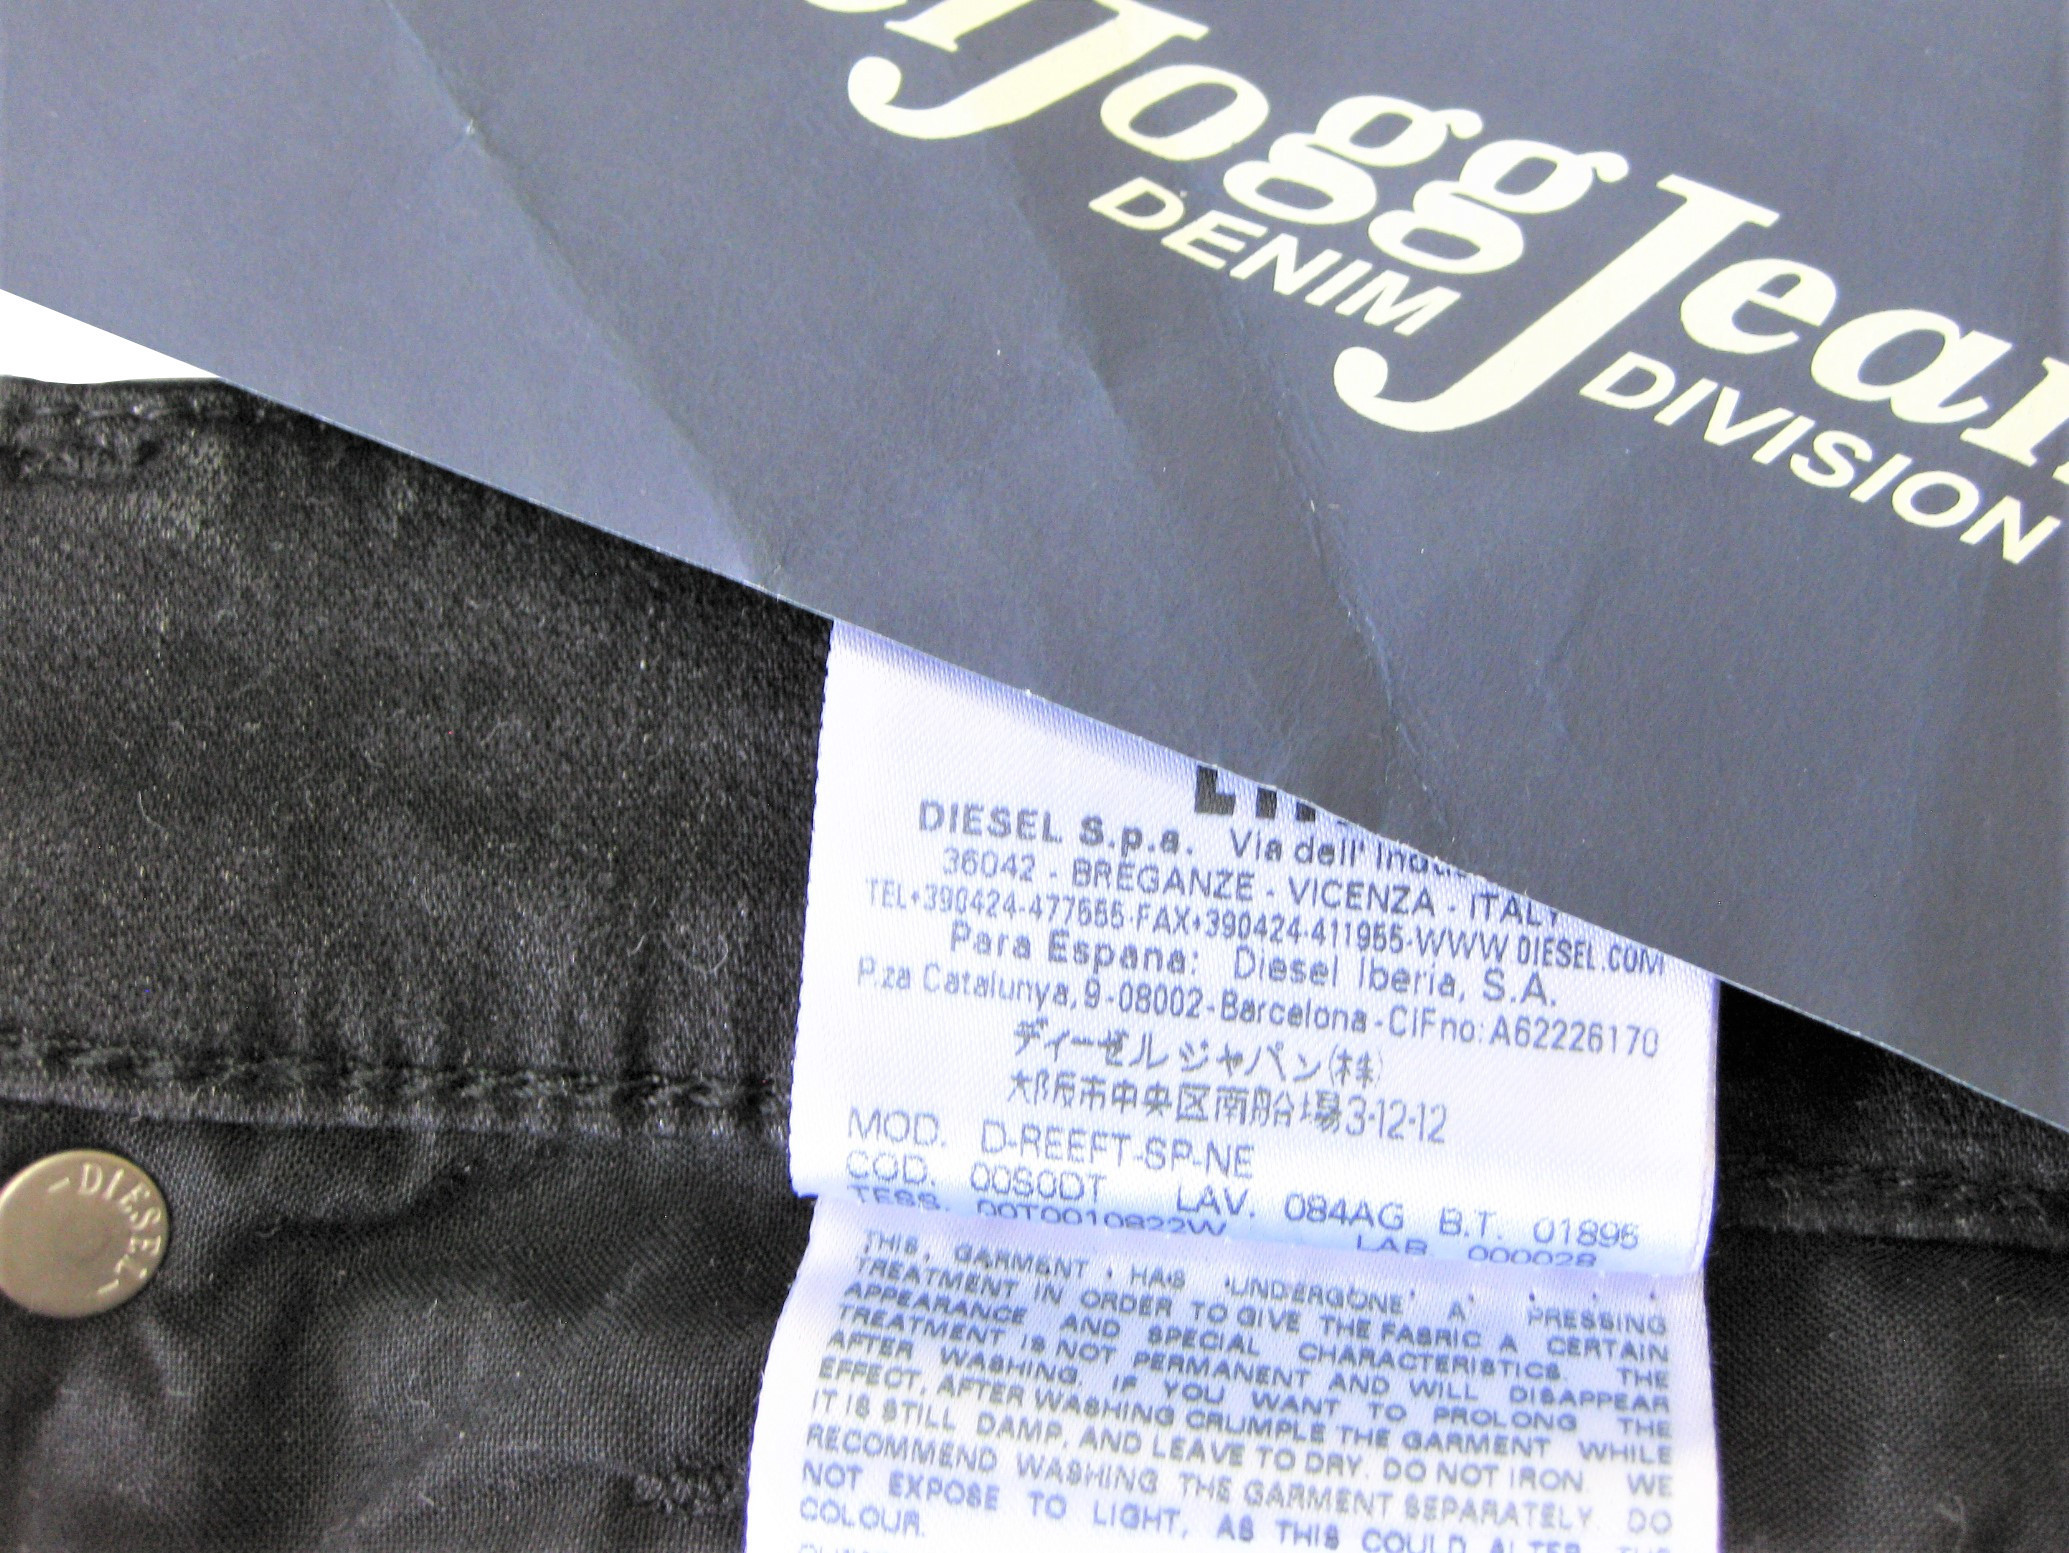 JoggJean
DENIM DIVISION
DIESEL S.p.a. Via dell'
36042 - BREGANZE - VICENZA - ITALY
TEL+390424-477555-FAX+390424-411955-WWW DIESEL.COM
Para Espana: Diesel Iberia, S.A.
P.za Catalunya, 9-08002-Barcelona-CIFno: A62226170
ディーゼルジャパン(株)
大阪市中央区南船場3-12-12
MOD. D-REEFT-SP-NE
COD. 00S0DT LAV. 084AG B.T. 01896
TESS. 00T0010822W LAB 000028
THIS, GARMENT HAS UNDERGONE A PRESSING
TREATMENT IN ORDER TO GIVE THE FABRIC A CERTAIN
APPEARANCE AND SPECIAL CHARACTERISTICS. THE
TREATMENT IS NOT PERMANENT AND WILL DISAPPEAR
AFTER WASHING. IF YOU WANT TO PROLONG THE
EFFECT, AFTER WASHING CRUMPLE THE GARMENT WHILE
IT IS STILL DAMP, AND LEAVE TO DRY. DO NOT IRON. WE
RECOMMEND WASHING THE GARMENT SEPARATELY. DO
NOT EXPOSE TO LIGHT, AS THIS COULD ALTER THE
COLOUR.
DIESEL